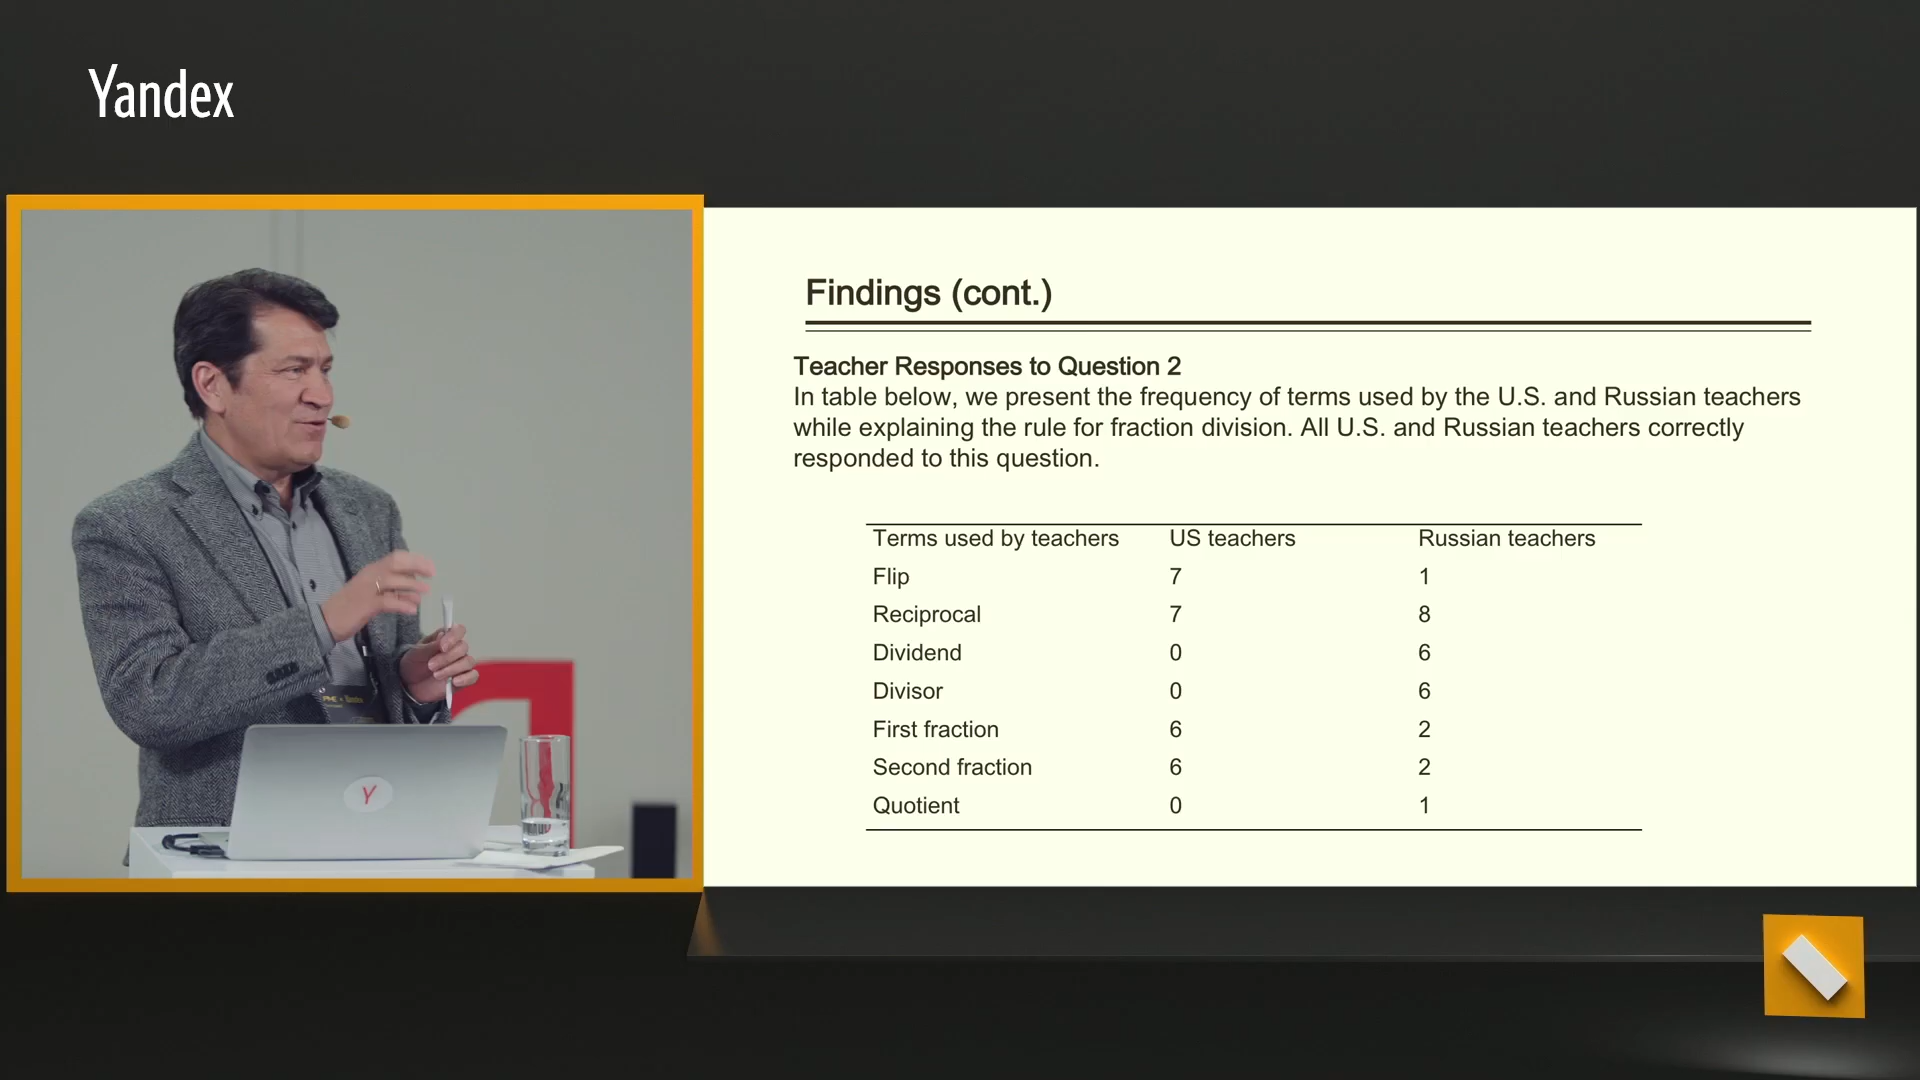 Yandex
Findings (cont.)
Teacher Responses to Question 2
In table below, we present the frequency of terms used by the U.S. and Russian teachers
while explaining the rule for fraction division. All U.S. and Russian teachers correctly
responded to this question.
Terms used by teachers US teachers Russian teachers
Flip 7 1
Reciprocal 7 8
Dividend 0 6
Divisor 0 6
First fraction 6 2
Second fraction 6 2
Quotient 0 1
Y